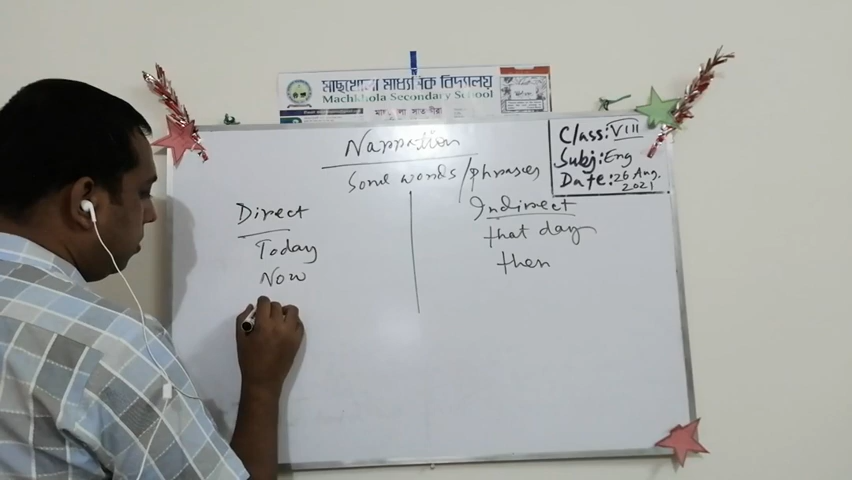 মাছখোলা মাধ্যমিক বিদ্যালয়
Machkhola Secondary School
Narration
Some words/phrases
Class: VIII
Subj: Eng
Date: 26 Aug.
2021
Direct
Indirect
Today
that day
Now
then